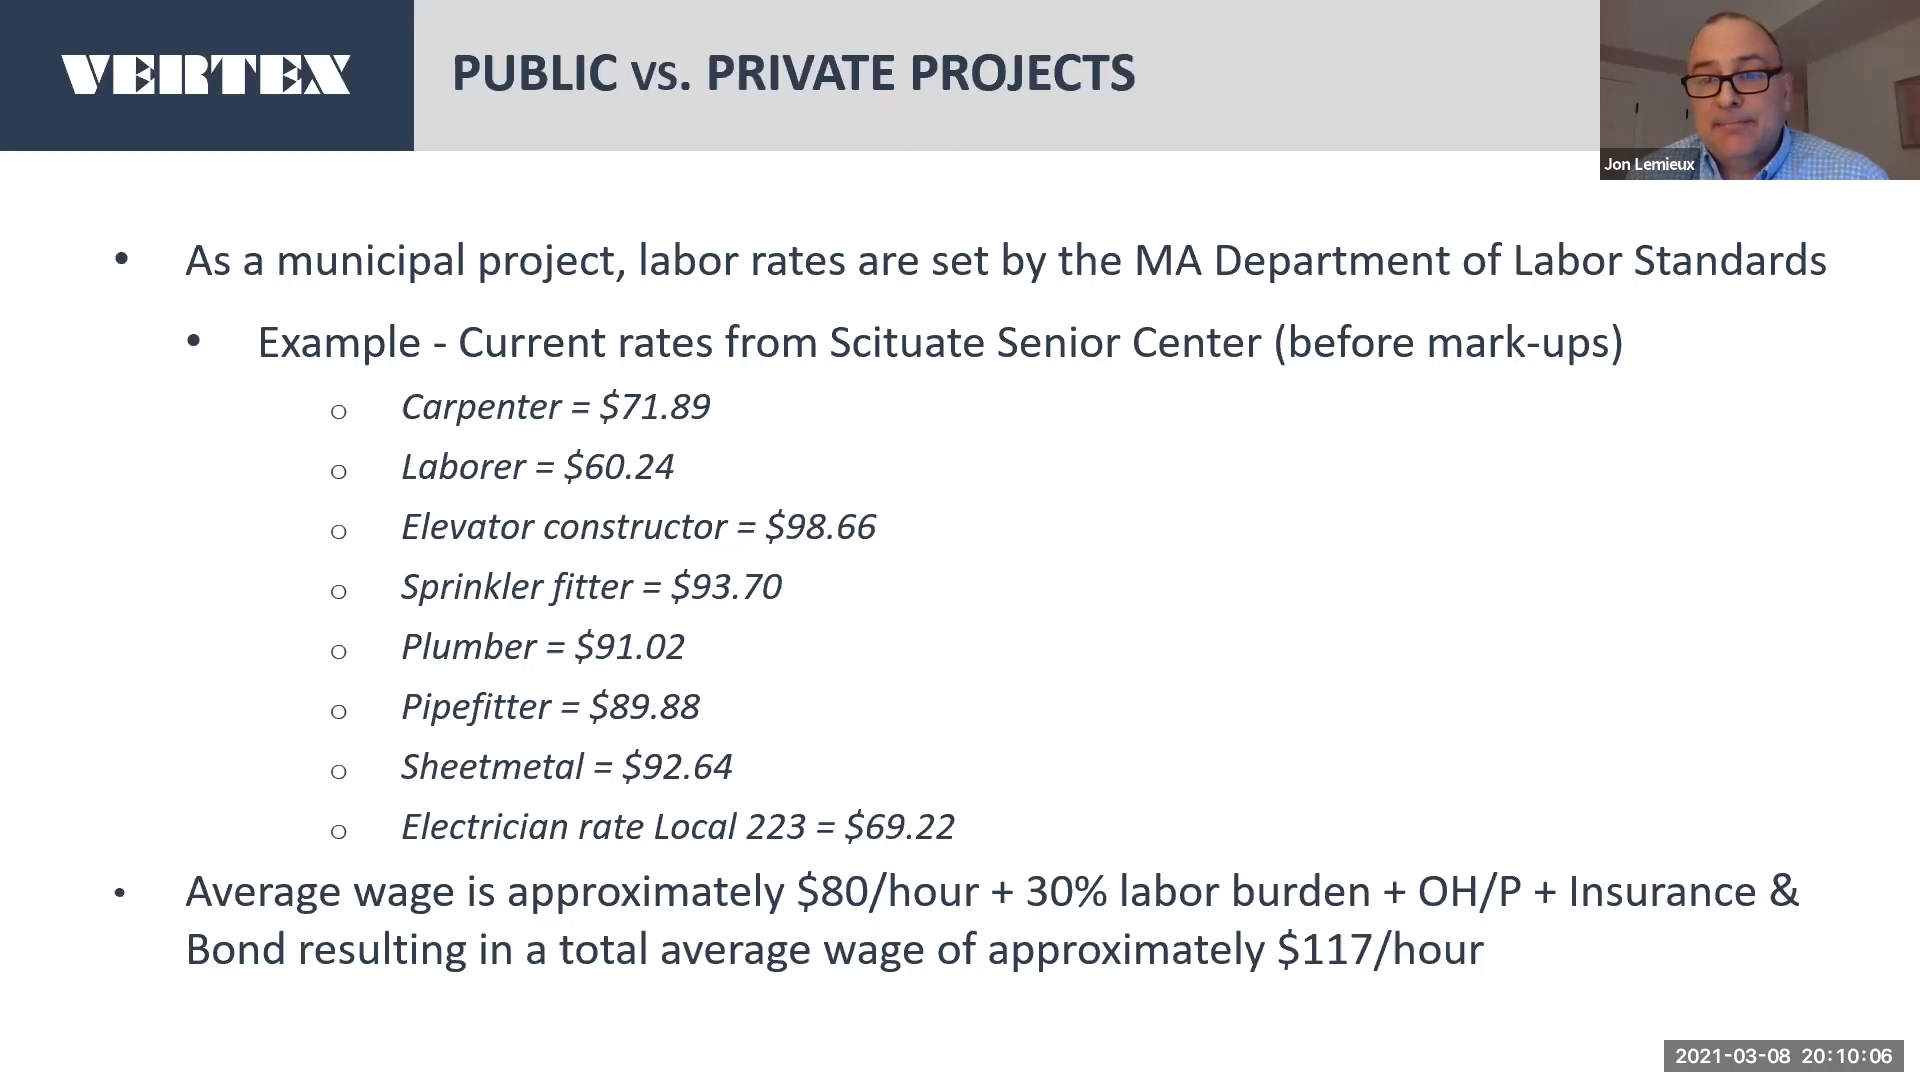 VERTEX
PUBLIC vs. PRIVATE PROJECTS
Jon Lemieux
• As a municipal project, labor rates are set by the MA Department of Labor Standards
• Example - Current rates from Scituate Senior Center (before mark-ups)
o Carpenter = $71.89
o Laborer = $60.24
o Elevator constructor = $98.66
o Sprinkler fitter = $93.70
o Plumber = $91.02
o Pipefitter = $89.88
o Sheetmetal = $92.64
o Electrician rate Local 223 = $69.22
• Average wage is approximately $80/hour + 30% labor burden + OH/P + Insurance &
Bond resulting in a total average wage of approximately $117/hour
2021-03-08 20:10:06